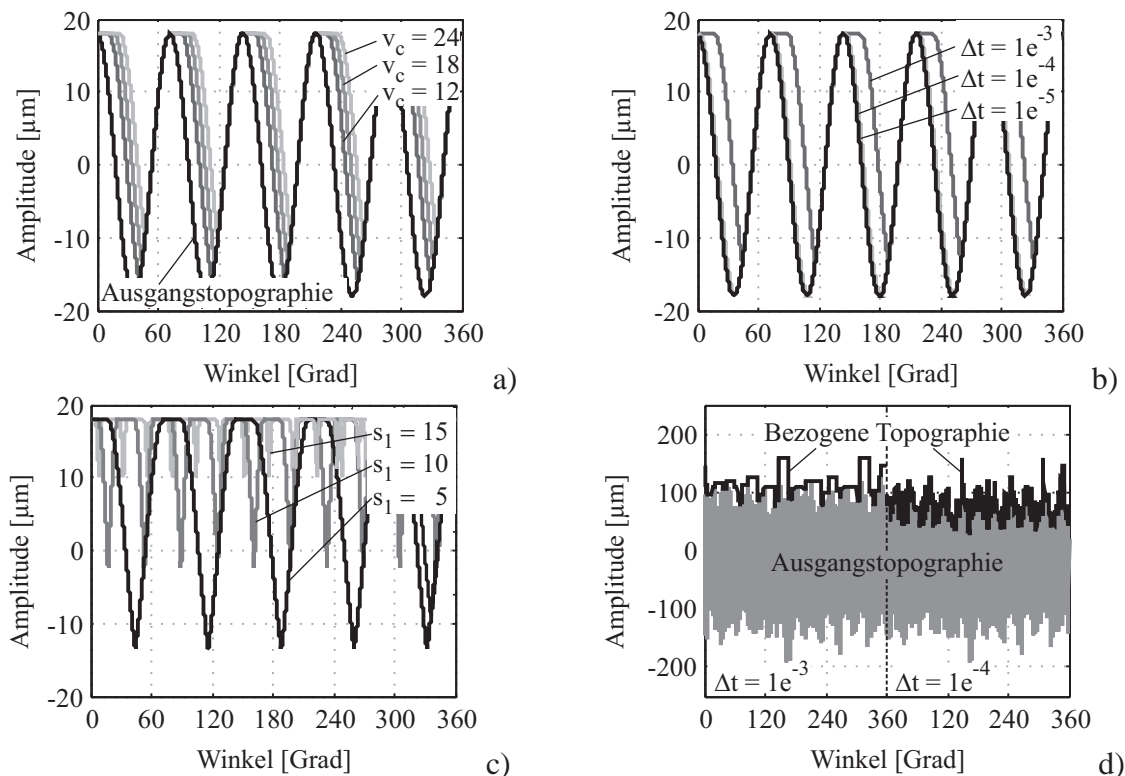 20
10
0
-10
-20
Amplitude [µm]
v_c = 24
v_c = 18
v_c = 12
Ausgangstopographie
0 60 120 180 240 300 360
Winkel [Grad]
a)
20
10
0
-10
-20
Amplitude [µm]
Δt = 1e^-3
Δt = 1e^-4
Δt = 1e^-5
0 60 120 180 240 300 360
Winkel [Grad]
b)
20
10
0
-10
-20
Amplitude [µm]
s_1 = 15
s_1 = 10
s_1 = 5
0 60 120 180 240 300 360
Winkel [Grad]
c)
200
100
0
-100
-200
Amplitude [µm]
Bezogene Topographie
Ausgangstopographie
Δt = 1e^-3
Δt = 1e^-4
0 120 240 360 120 240 360
Winkel [Grad]
d)